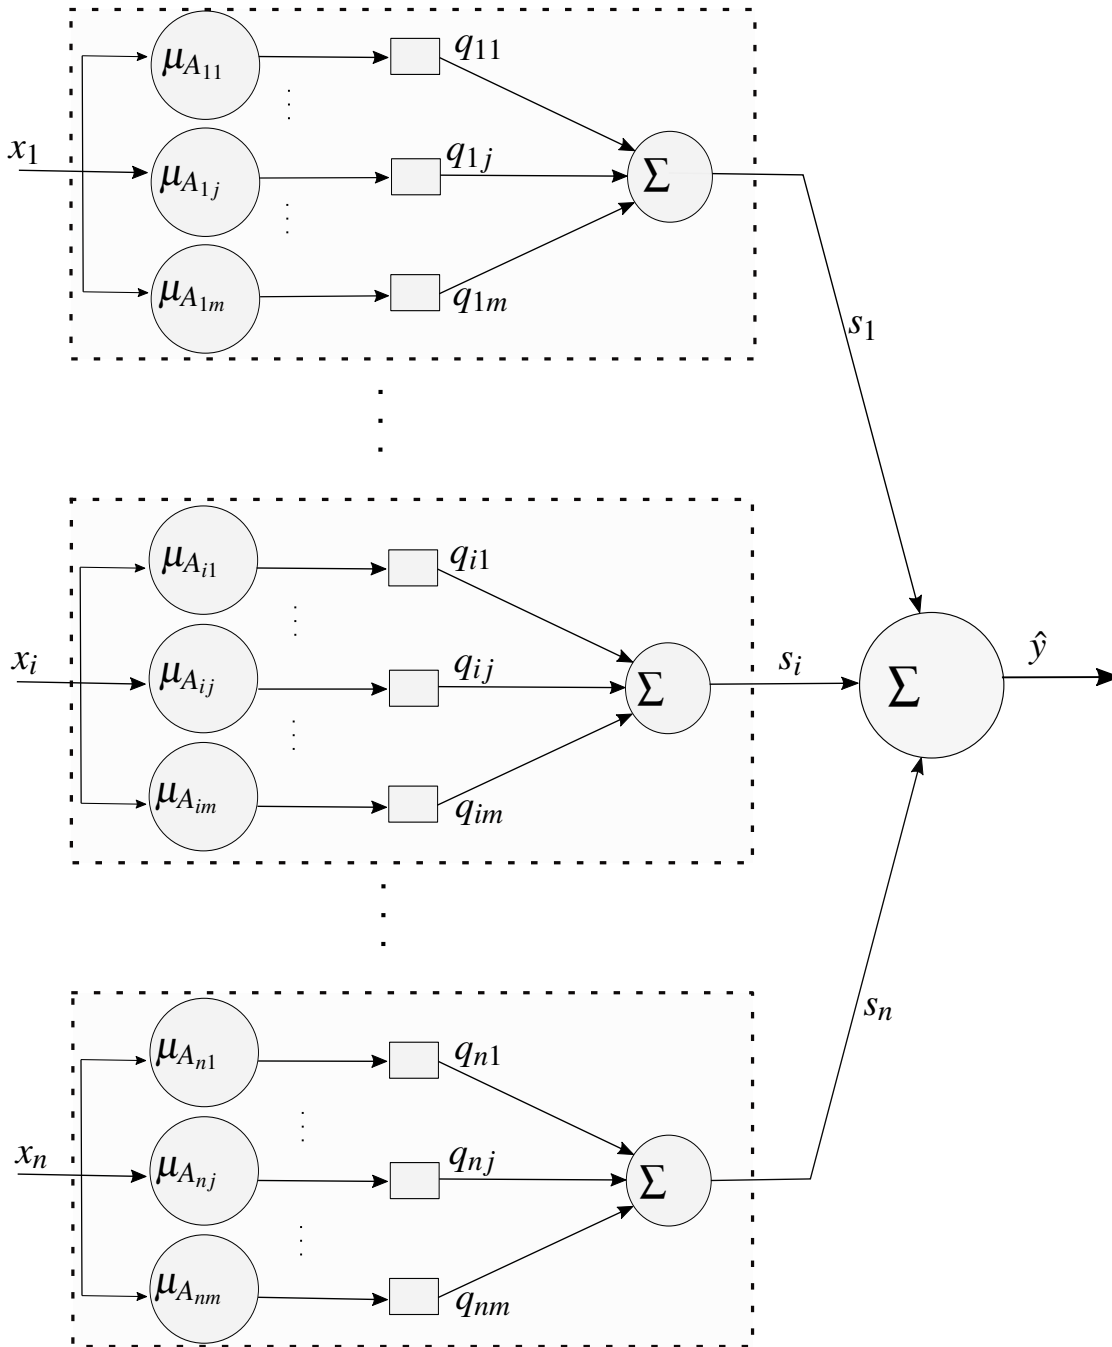 μ_{A_{11}} q_{11}
x_1 μ_{A_{1j}} q_{1j} Σ
μ_{A_{1m}} q_{1m}
s_1
μ_{A_{i1}} q_{i1}
x_i μ_{A_{ij}} q_{ij} Σ s_i Σ ŷ
μ_{A_{im}} q_{im}
s_n
μ_{A_{n1}} q_{n1}
x_n μ_{A_{nj}} q_{nj} Σ
μ_{A_{nm}} q_{nm}